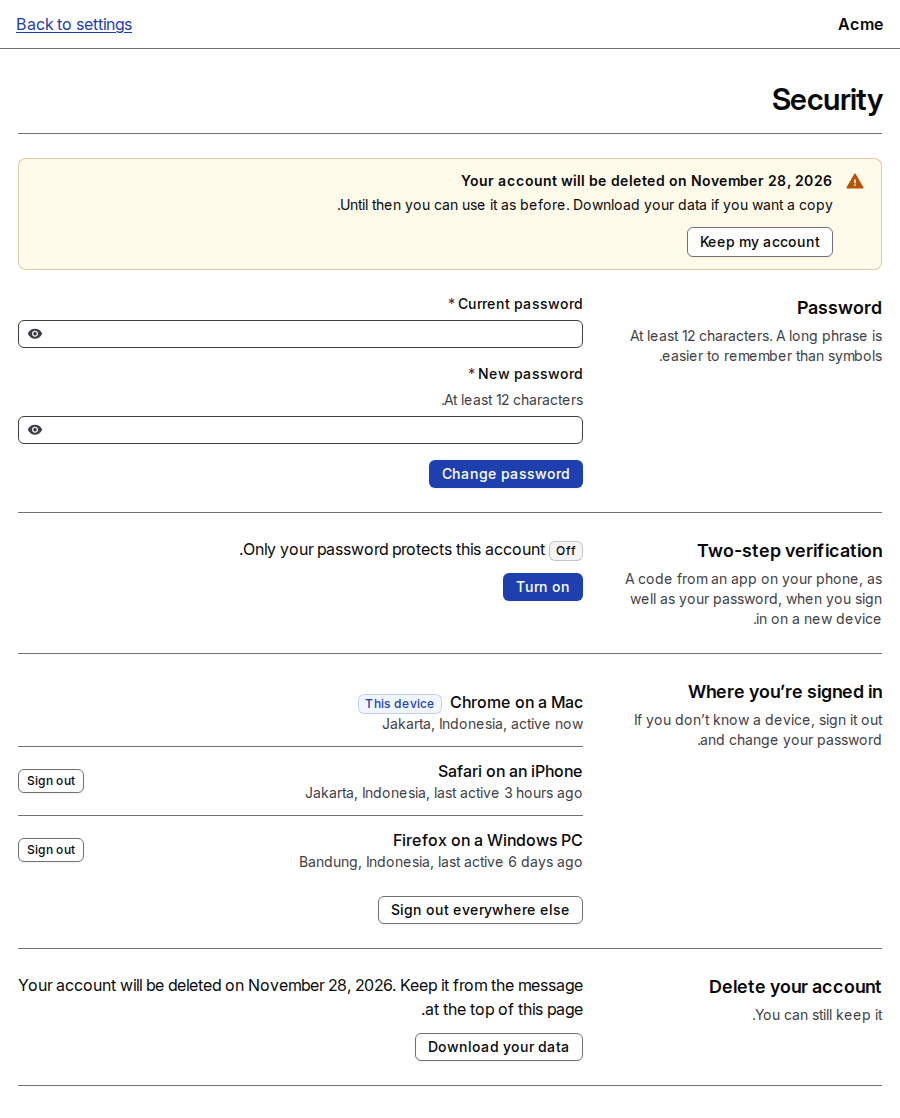 Acme
Back to settings
Security
Your account will be deleted on November 28, 2026
.Until then you can use it as before. Download your data if you want a copy
Keep my account
Password
At least 12 characters. A long phrase is
.easier to remember than symbols
* Current password
* New password
.At least 12 characters
Change password
Two-step verification
A code from an app on your phone, as
well as your password, when you sign
.in on a new device
Off
.Only your password protects this account
Turn on
Where you’re signed in
If you don’t know a device, sign it out
.and change your password
Chrome on a Mac
This device
Jakarta, Indonesia, active now
Safari on an iPhone
Jakarta, Indonesia, last active 3 hours ago
Sign out
Firefox on a Windows PC
Bandung, Indonesia, last active 6 days ago
Sign out
Sign out everywhere else
Delete your account
.You can still keep it
Your account will be deleted on November 28, 2026. Keep it from the message
.at the top of this page
Download your data